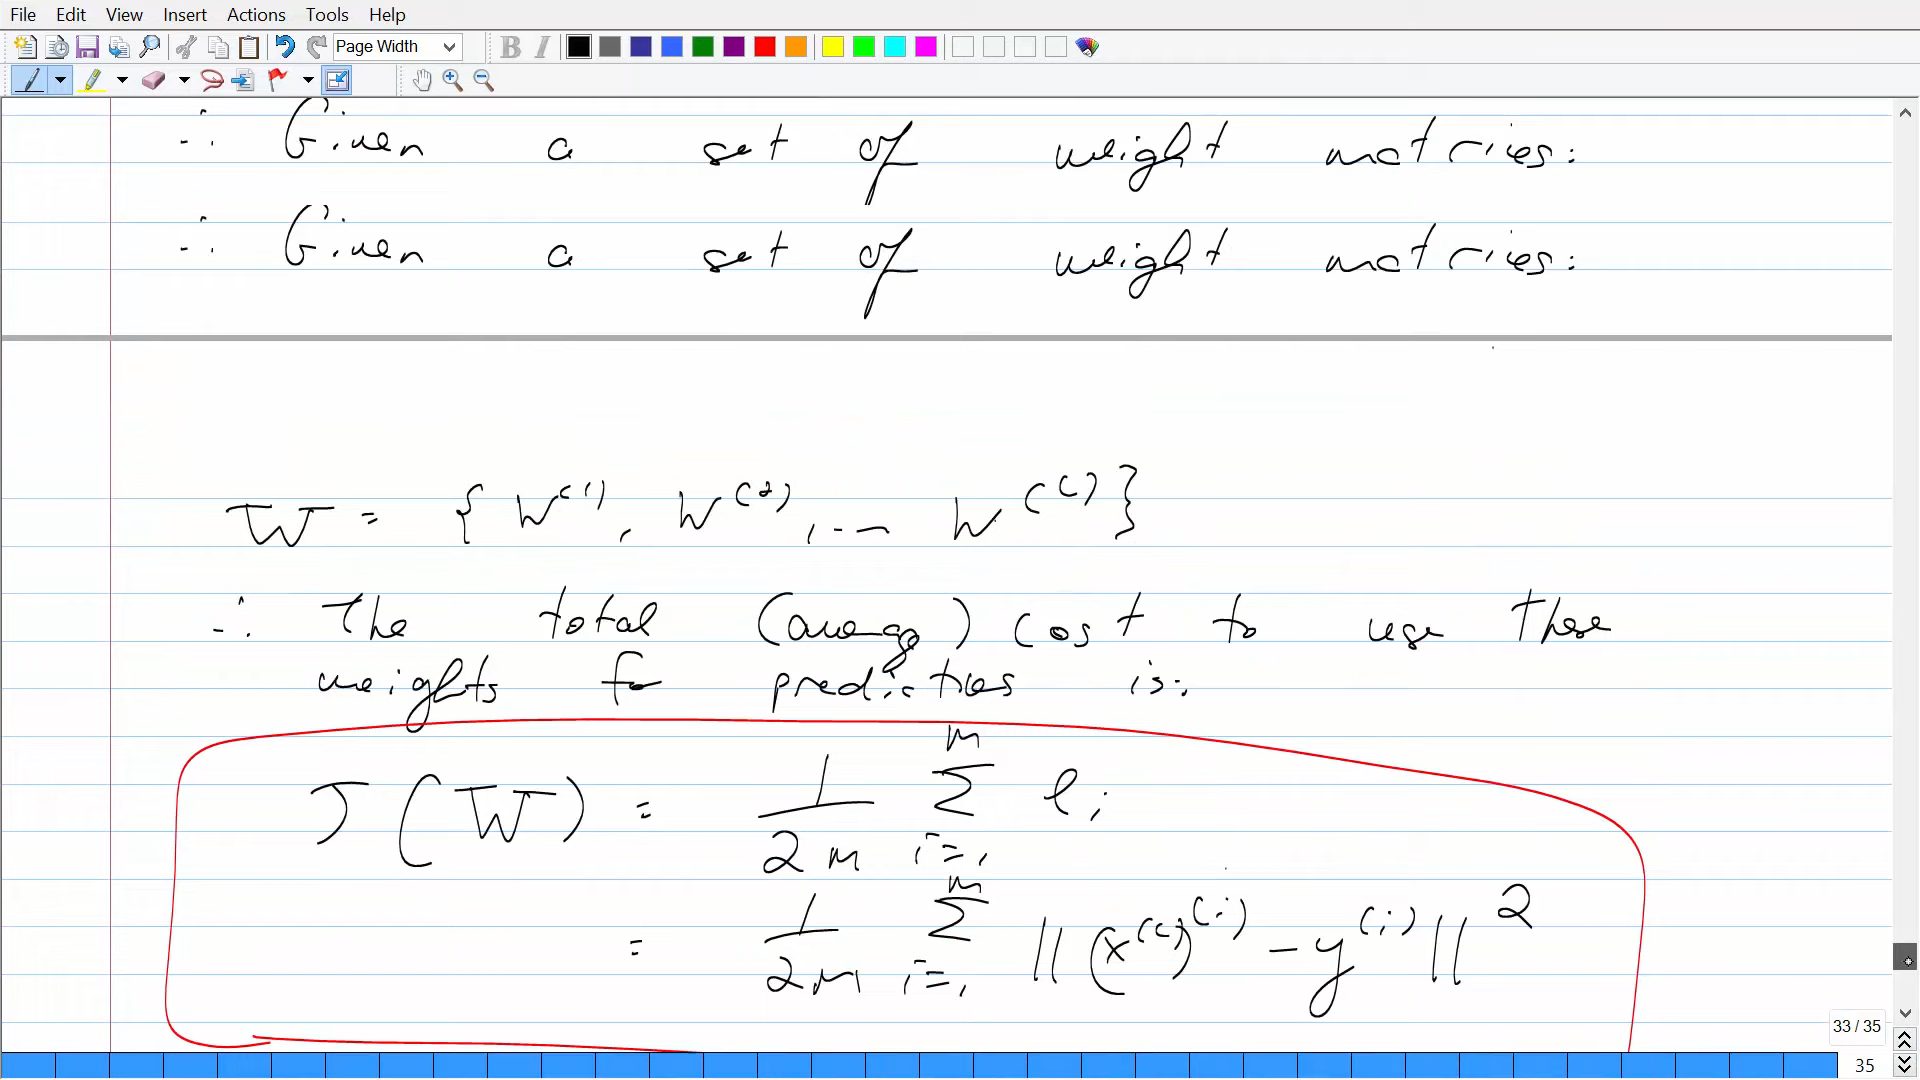 File Edit View Insert Actions Tools Help
Page Width
∴ Given a set of weight matrices:
∴ Given a set of weight matrices:
W = { W^(1), W^(2), ... W^(L) }
∴ The total (average) cost to use these
weights for predictions is:
J(W) = 1/2m Σ_{i=1}^{m} e_i
= 1/2m Σ_{i=1}^{m} ||(x^(L))^(i) - y^(i)||^2
33 / 35
35